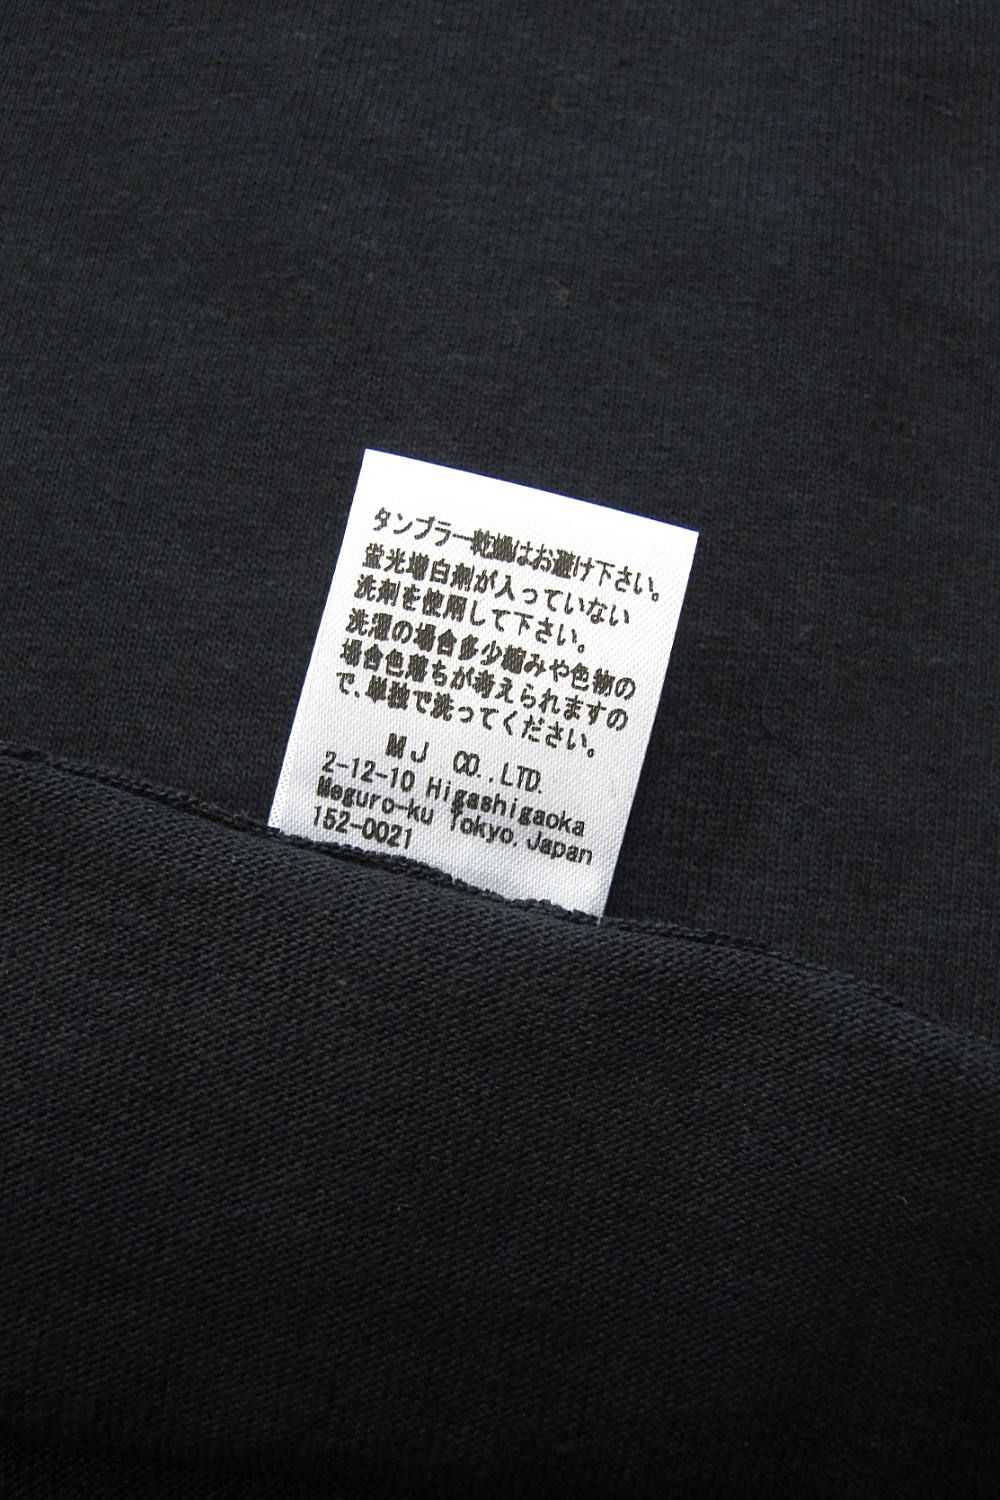 タンブラー乾燥はお避け下さい。
蛍光増白剤が入っていない
洗剤を使用して下さい。
洗濯の場合多少縮みや色物の
場合色落ちが考えられますの
で、単独で洗ってください。
MJ CO.,LTD.
2-12-10 Higashigaoka
Meguro-ku Tokyo,Japan
152-0021